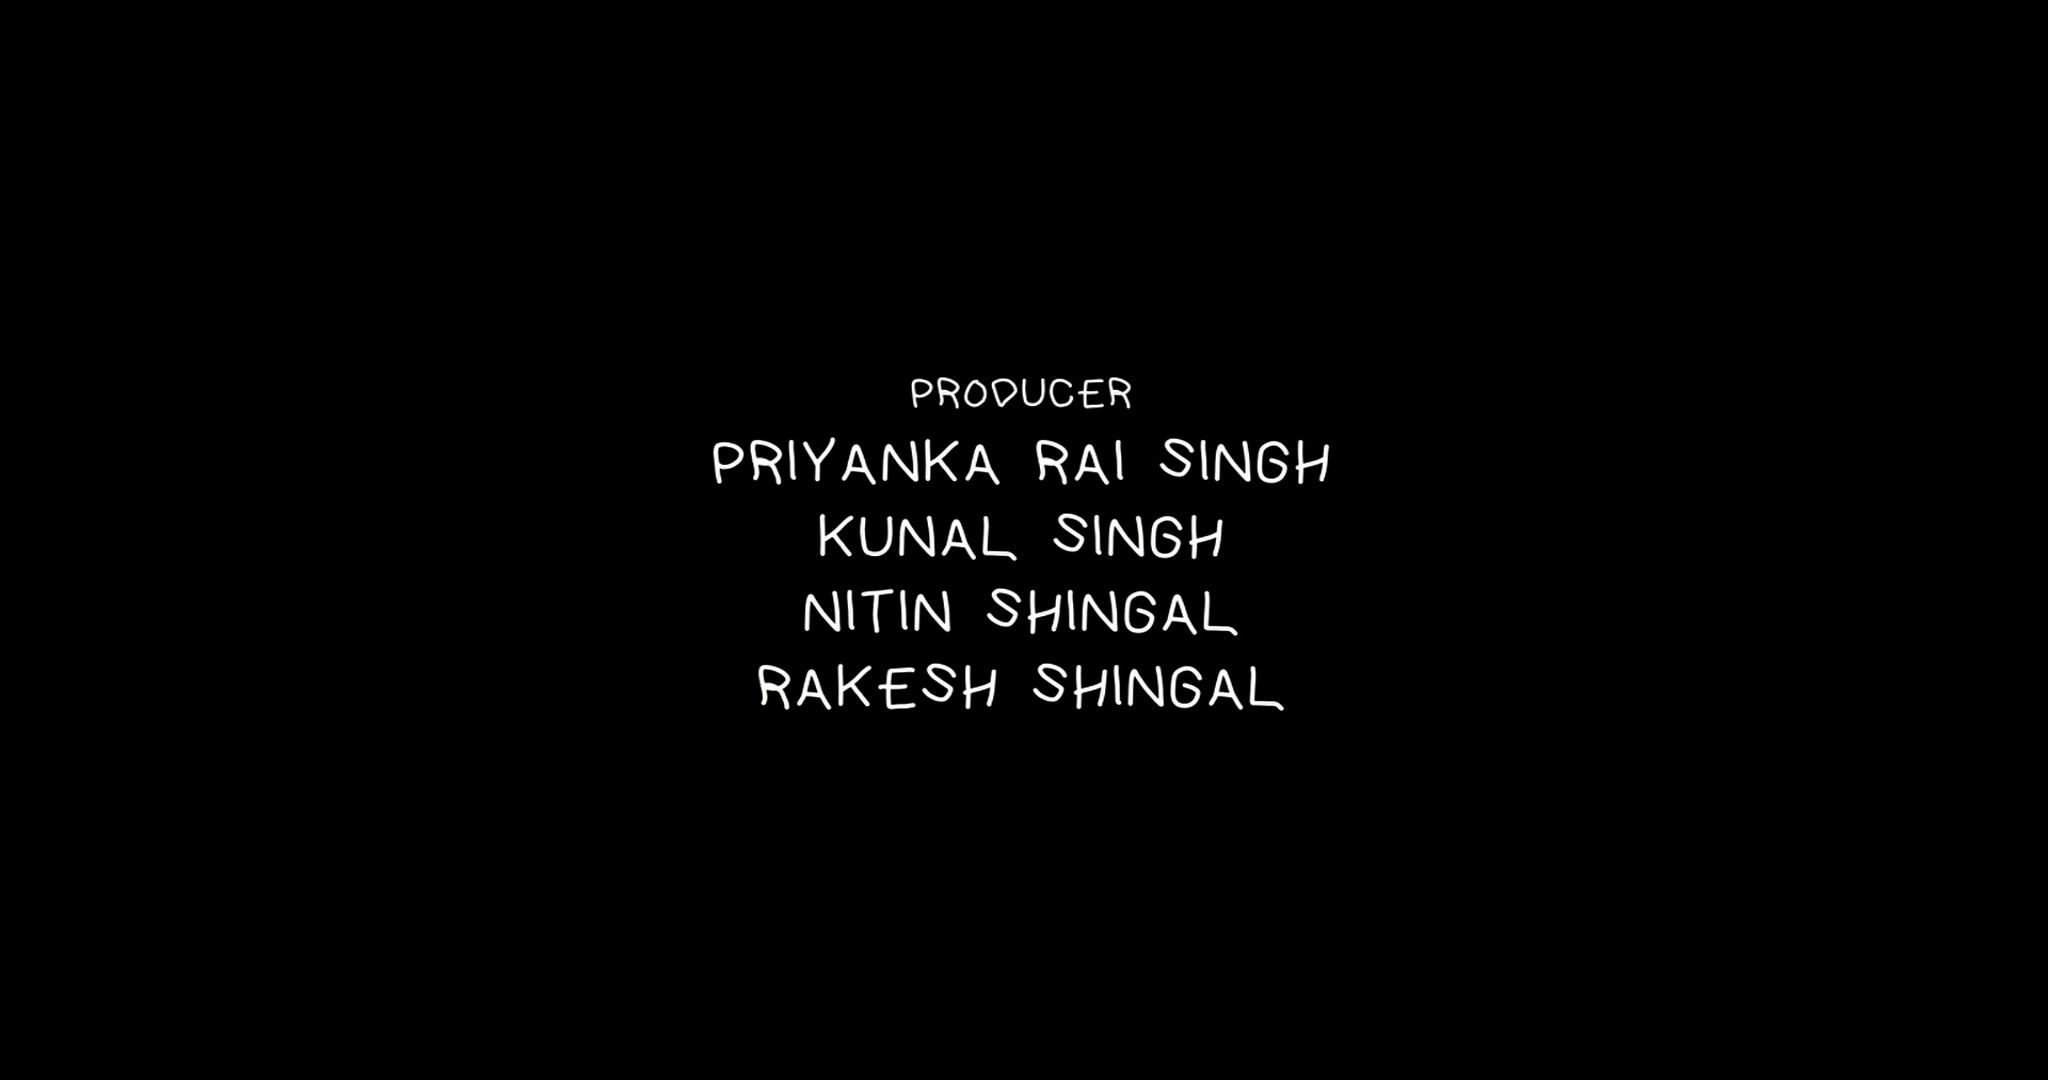 PRODUCER
PRIYANKA RAI SINGH
KUNAL SINGH
NITIN SHINGAL
RAKESH SHINGAL